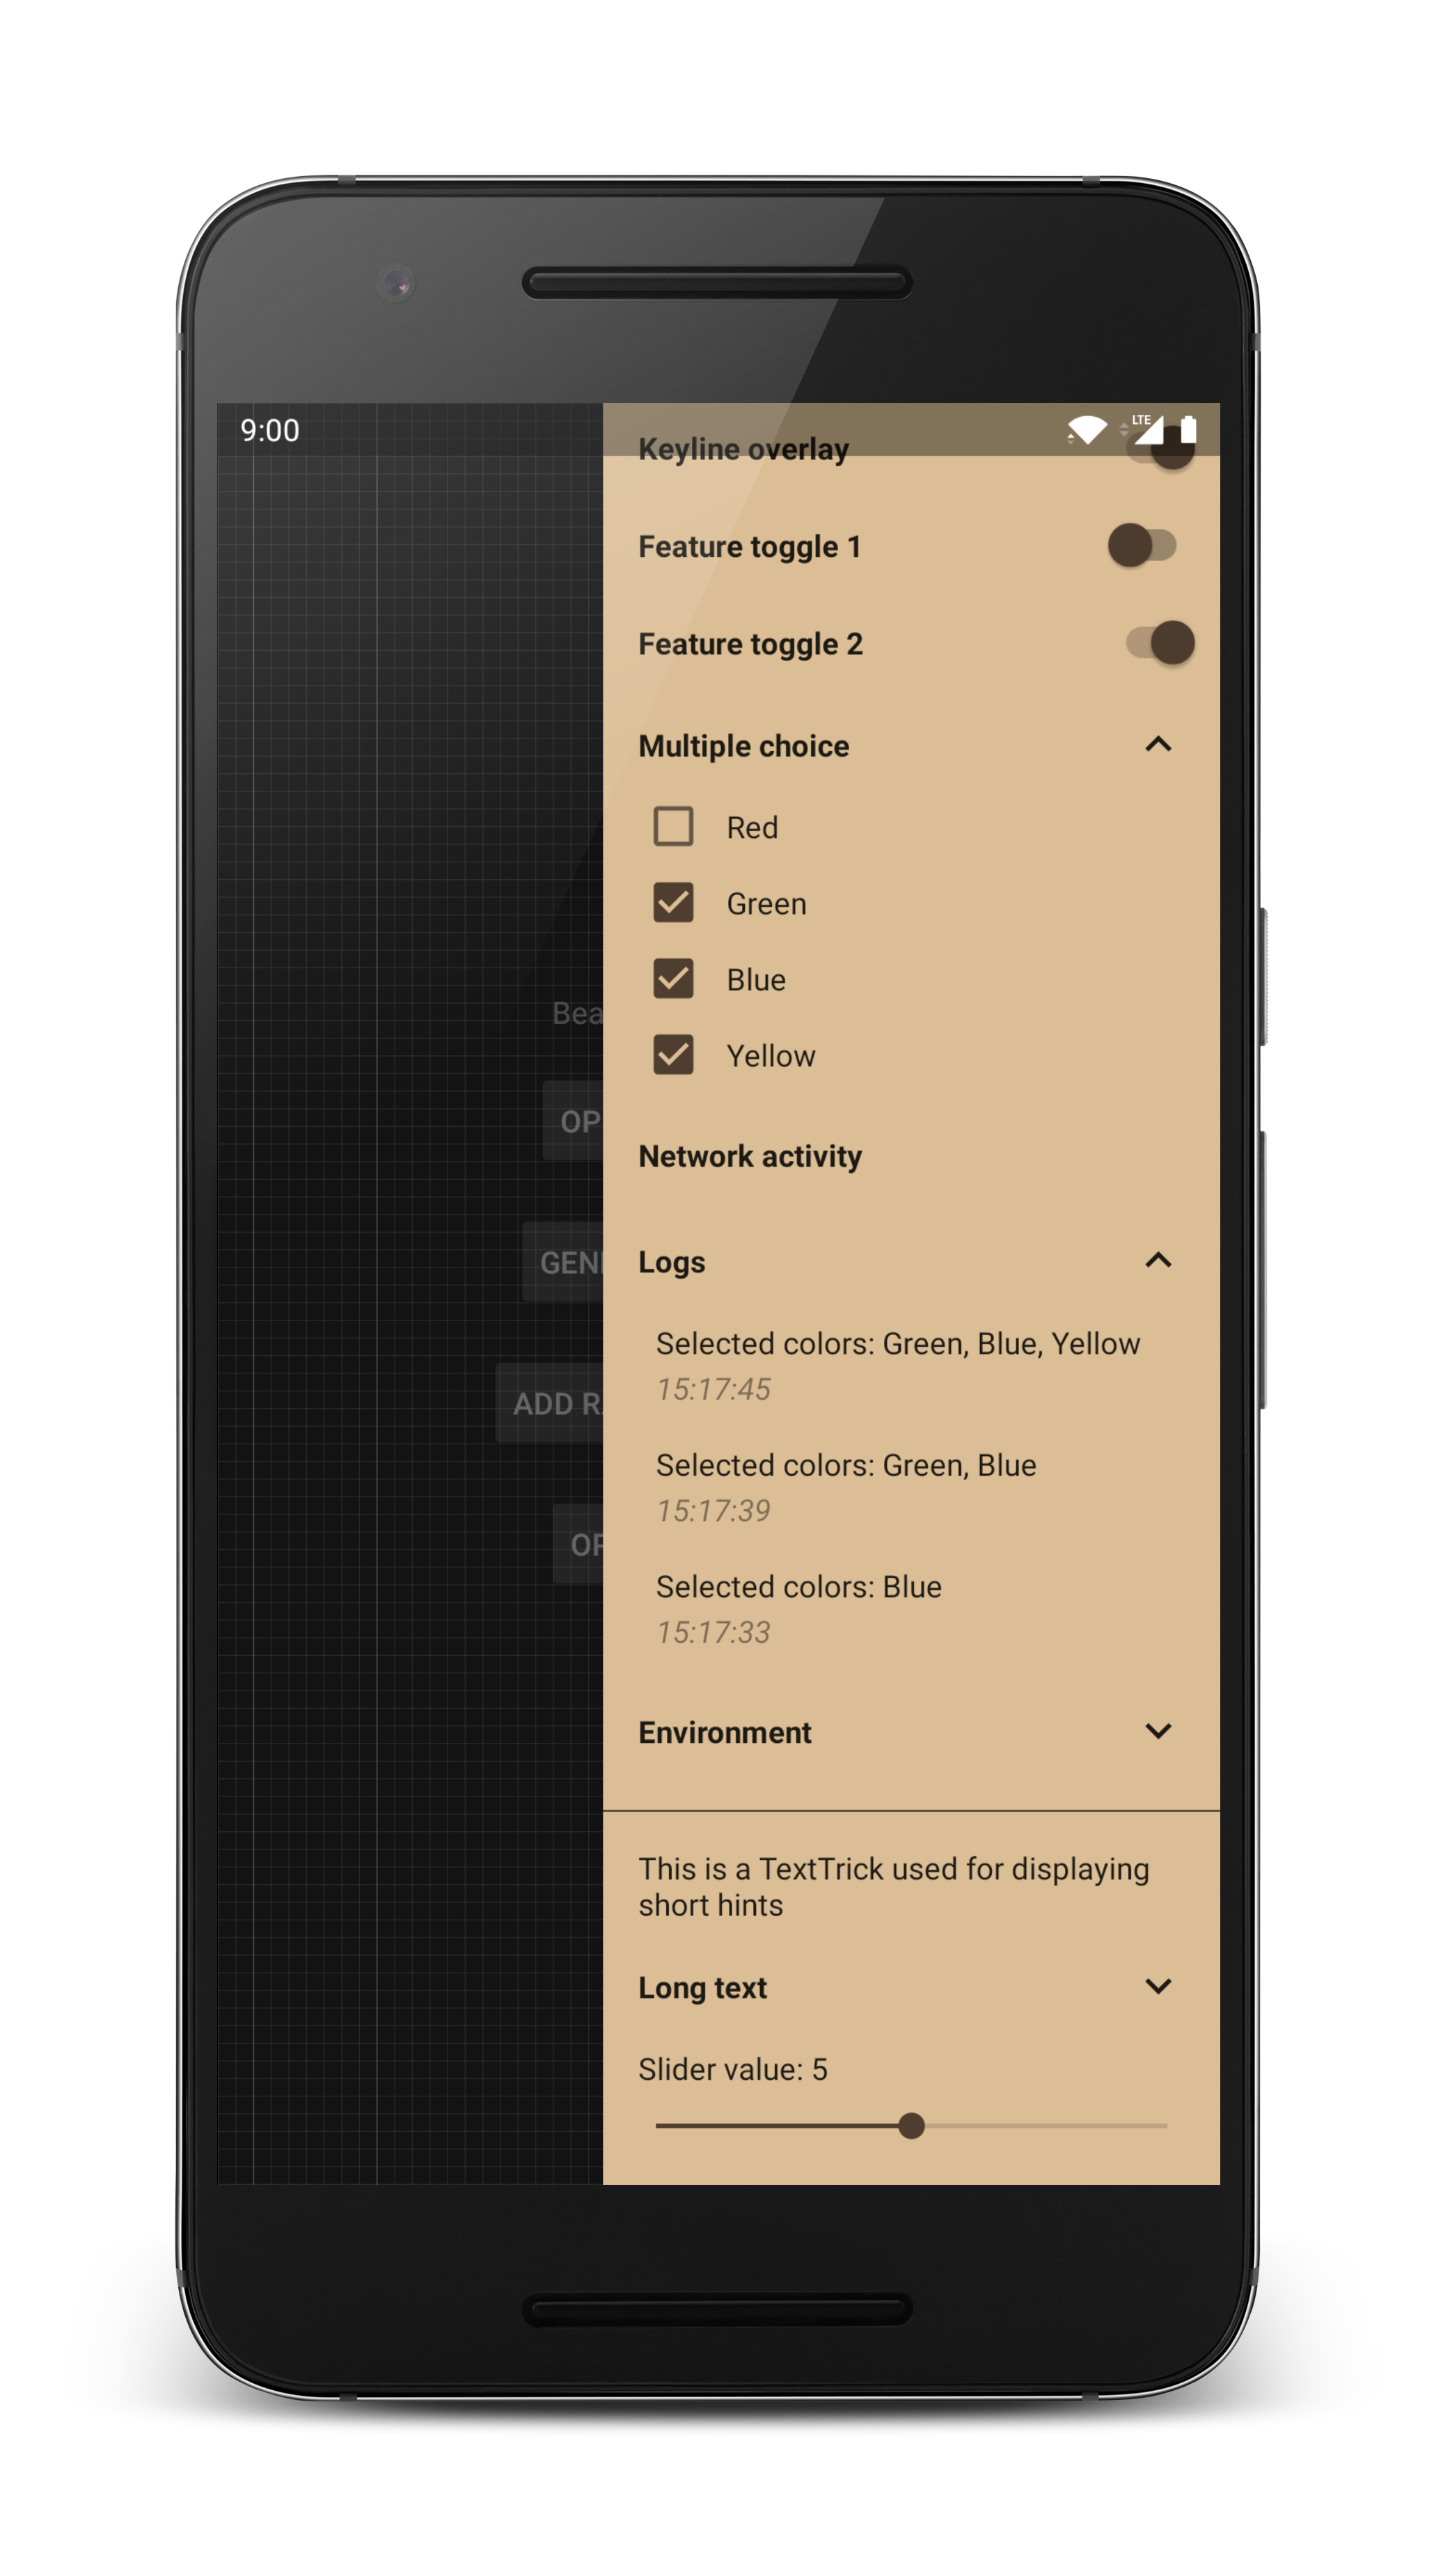 9:00
LTE
Keyline overlay
Feature toggle 1
Feature toggle 2
Multiple choice
Red
Green
Blue
Yellow
Bea
Network activity
OP
GEN
Logs
Selected colors: Green, Blue, Yellow
15:17:45
ADD R
Selected colors: Green, Blue
15:17:39
OP
Selected colors: Blue
15:17:33
Environment
This is a TextTrick used for displaying
short hints
Long text
Slider value: 5